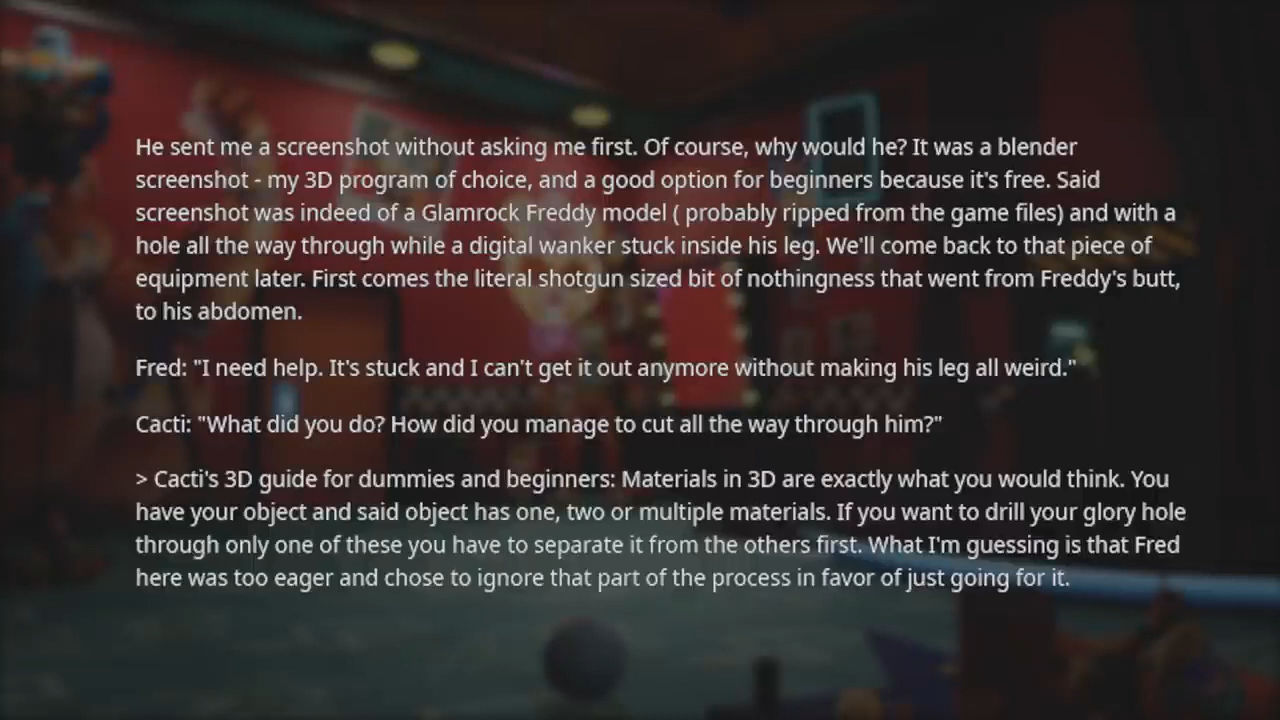 He sent me a screenshot without asking me first. Of course, why would he? It was a blender
screenshot - my 3D program of choice, and a good option for beginners because it's free. Said
screenshot was indeed of a Glamrock Freddy model ( probably ripped from the game files) and with a
hole all the way through while a digital wanker stuck inside his leg. We'll come back to that piece of
equipment later. First comes the literal shotgun sized bit of nothingness that went from Freddy's butt,
to his abdomen.
Fred: "I need help. It's stuck and I can't get it out anymore without making his leg all weird."
Cacti: "What did you do? How did you manage to cut all the way through him?"
> Cacti's 3D guide for dummies and beginners: Materials in 3D are exactly what you would think. You
have your object and said object has one, two or multiple materials. If you want to drill your glory hole
through only one of these you have to separate it from the others first. What I'm guessing is that Fred
here was too eager and chose to ignore that part of the process in favor of just going for it.